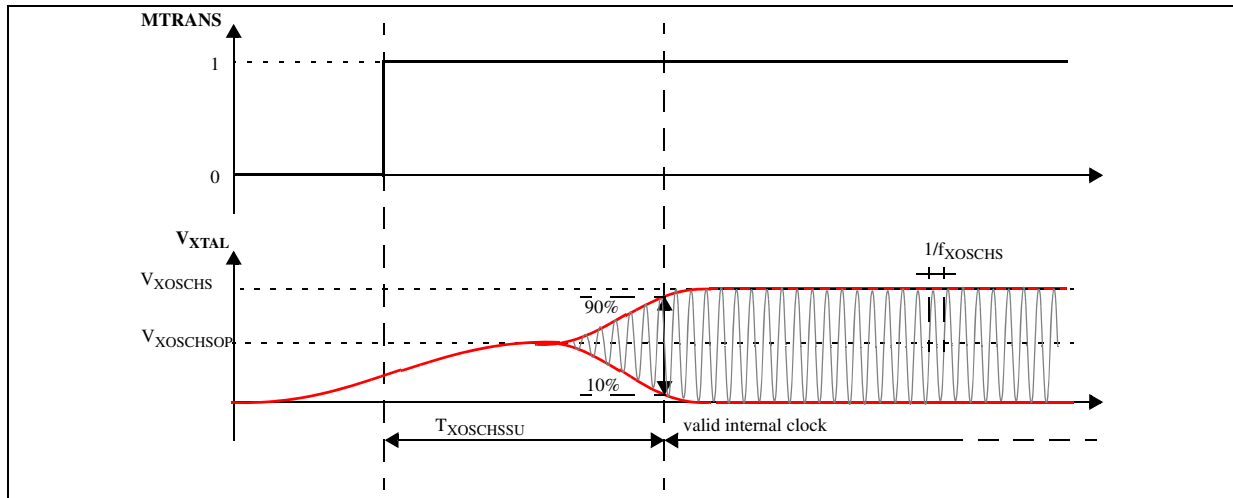 MTRANS
1
0
VXTAL
1/fXOSCHS
VXOSCHS
90%
VXOSCHSOP
10%
TXOSCHSSU
valid internal clock